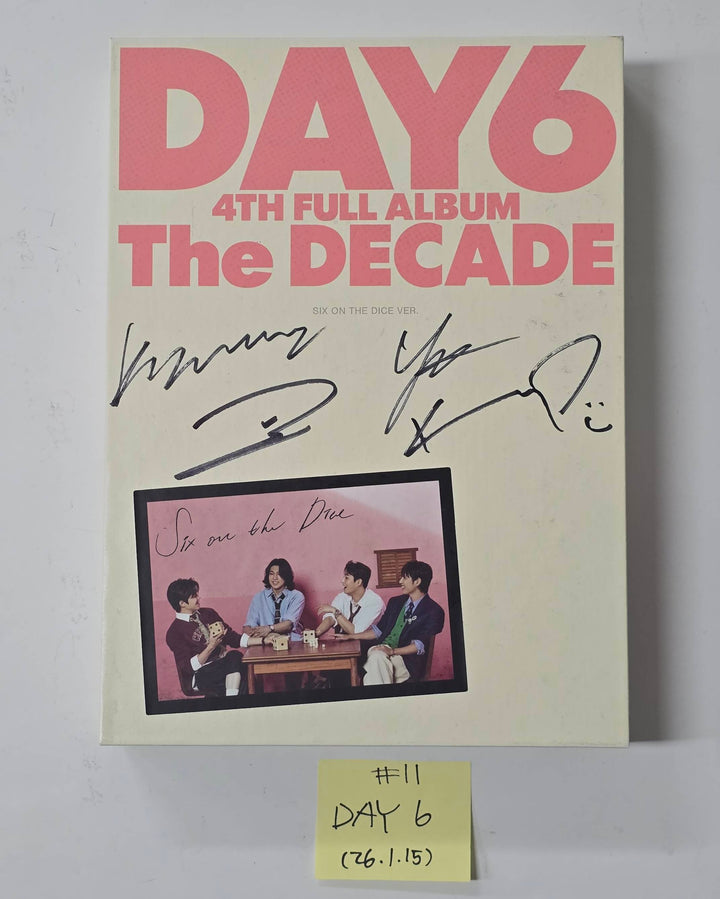 DAY6
4TH FULL ALBUM
The DECADE
SIX ON THE DICE VER.
Six on the Dice
#11
DAY 6
(26.1.15)